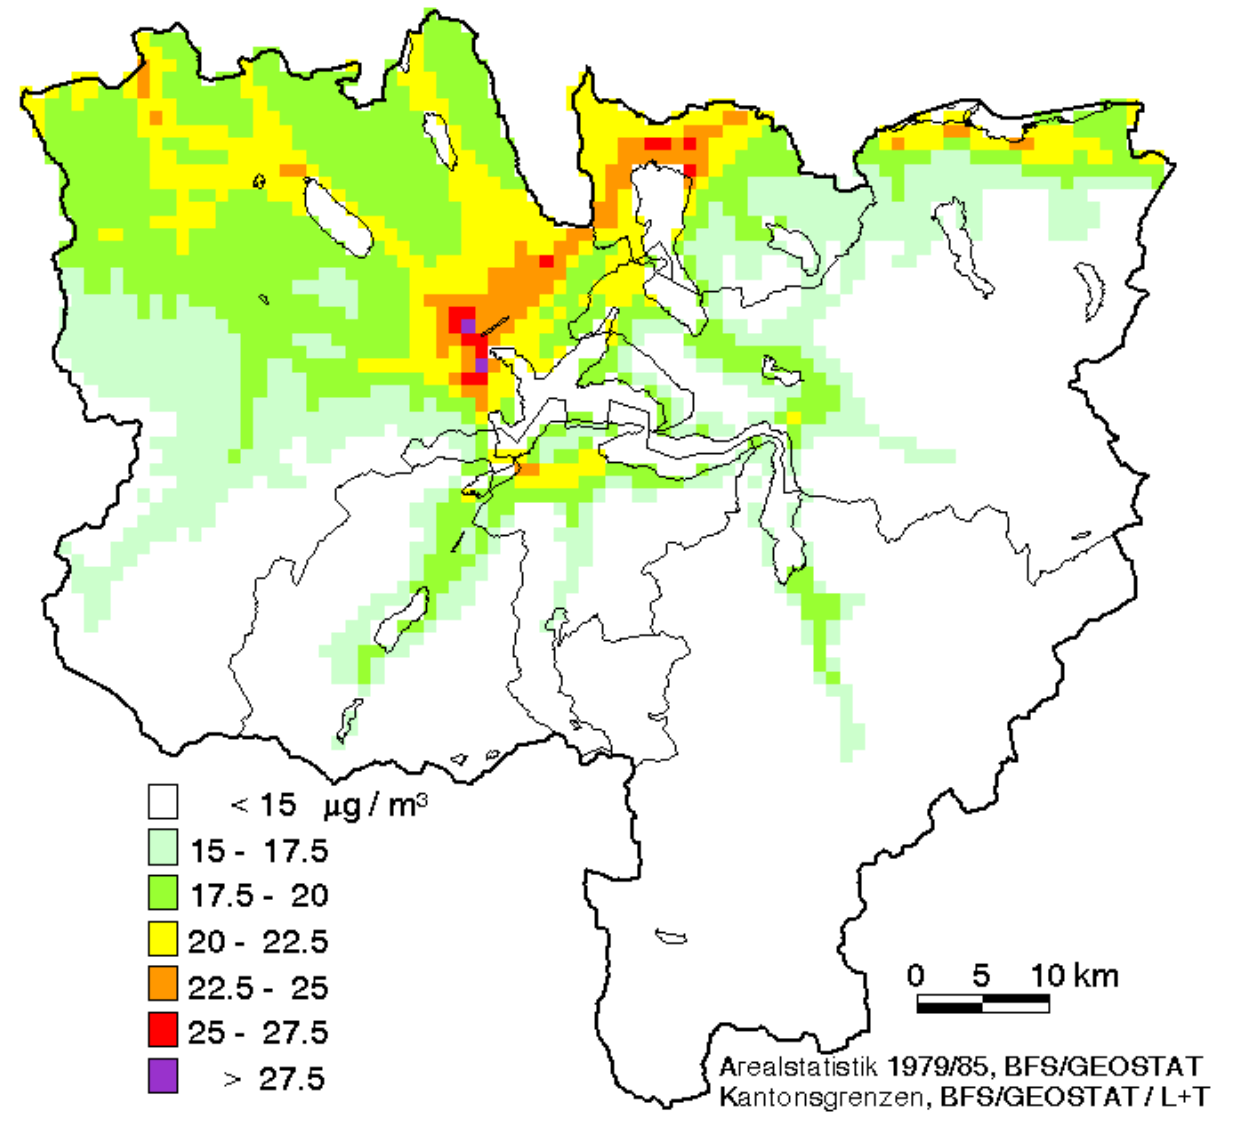 < 15 µg / m³
15 - 17.5
17.5 - 20
20 - 22.5
22.5 - 25
25 - 27.5
> 27.5
0 5 10 km
Arealstatistik 1979/85, BFS/GEOSTAT
Kantonsgrenzen, BFS/GEOSTAT / L+T